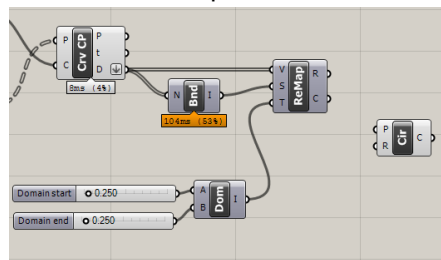 P
C
Crv CP
P
t
D
8ms (4%)
N
Bnd
I
104ms (53%)
V
S
T
ReMap
R
C
P
R
Cir
C
Domain start 0.250
Domain end 0.250
A
B
Dom
I